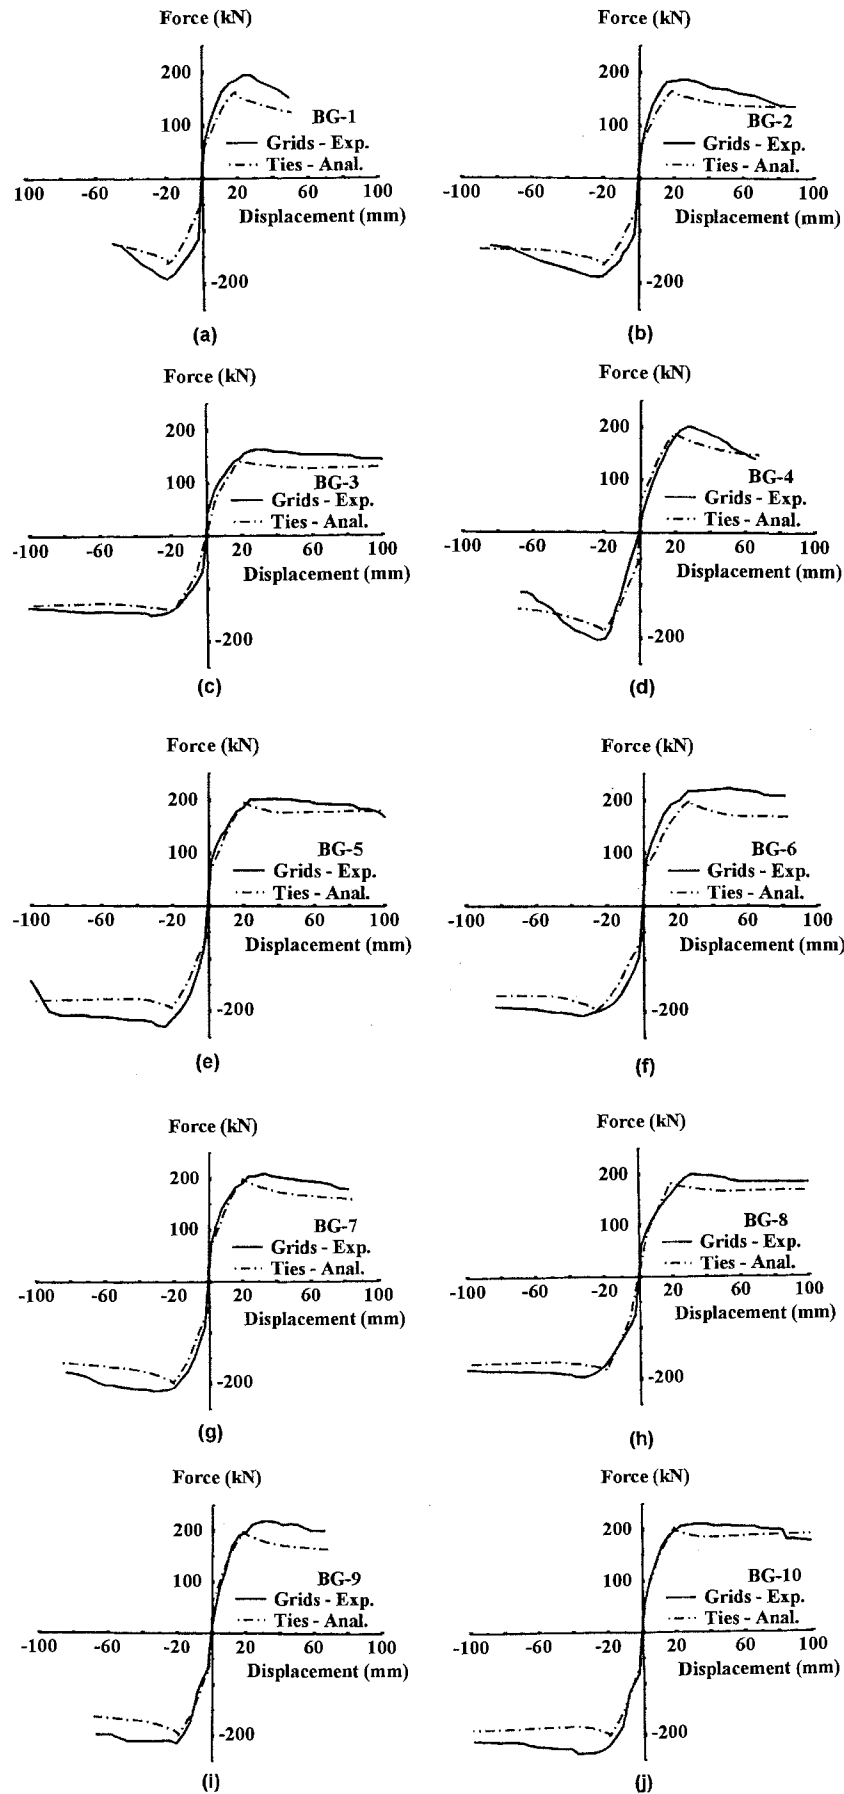 Force (kN)
200
100
BG-1
Grids - Exp.
Ties - Anal.
100 -60 -20 20 60 100
Displacement (mm)
-200
(a)
Force (kN)
200
100
BG-2
Grids - Exp.
Ties - Anal.
-100 -60 -20 20 60 100
Displacement (mm)
-200
(b)
Force (kN)
200
100
BG-3
Grids - Exp.
Ties - Anal.
-100 -60 -20 20 60 100
Displacement (mm)
-200
(c)
Force (kN)
200
100
BG-4
Grids - Exp.
Ties - Anal.
-100 -60 -20 20 60 100
Displacement (mm)
-200
(d)
Force (kN)
200
100
BG-5
Grids - Exp.
Ties - Anal.
-100 -60 -20 20 60 100
Displacement (mm)
-200
(e)
Force (kN)
200
100
BG-6
Grids - Exp.
Ties - Anal.
-100 -60 -20 20 60 100
Displacement (mm)
-200
(f)
Force (kN)
200
100
BG-7
Grids - Exp.
Ties - Anal.
-100 -60 -20 20 60 100
Displacement (mm)
-200
(g)
Force (kN)
200
100
BG-8
Grids - Exp.
Ties - Anal.
-100 -60 -20 20 60 100
Displacement (mm)
-200
(h)
Force (kN)
200
100
BG-9
Grids - Exp.
Ties - Anal.
-100 -60 -20 20 60 100
Displacement (mm)
-200
(i)
Force (kN)
200
100
BG-10
Grids - Exp.
Ties - Anal.
-100 -60 -20 20 60 100
Displacement (mm)
-200
(j)